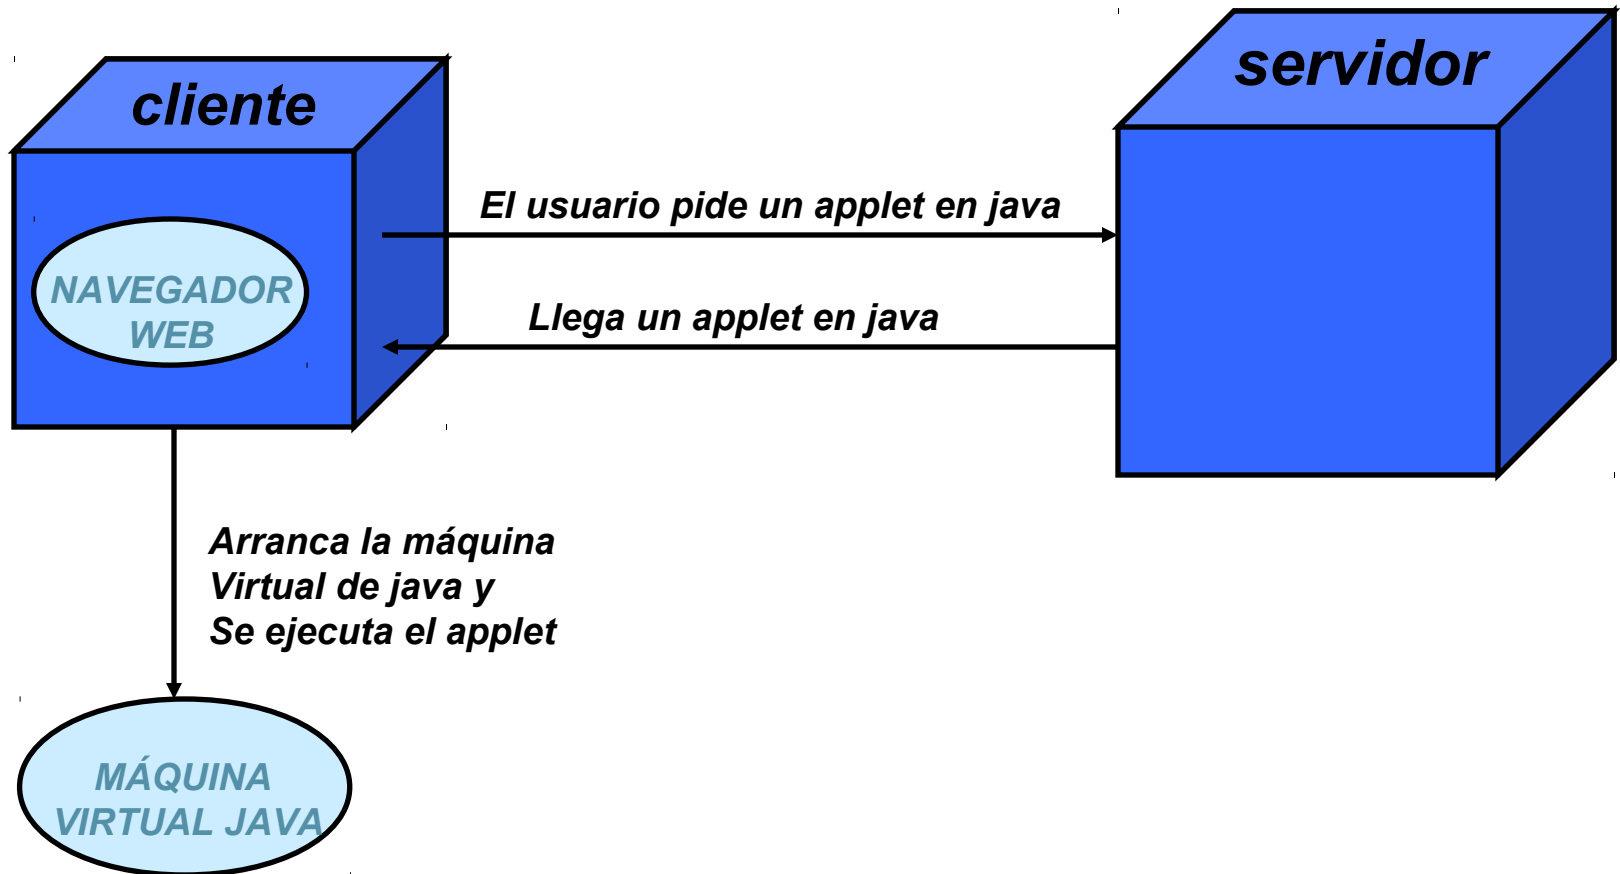 cliente
servidor
El usuario pide un applet en java
NAVEGADOR
WEB
Llega un applet en java
Arranca la máquina
Virtual de java y
Se ejecuta el applet
MÁQUINA
VIRTUAL JAVA